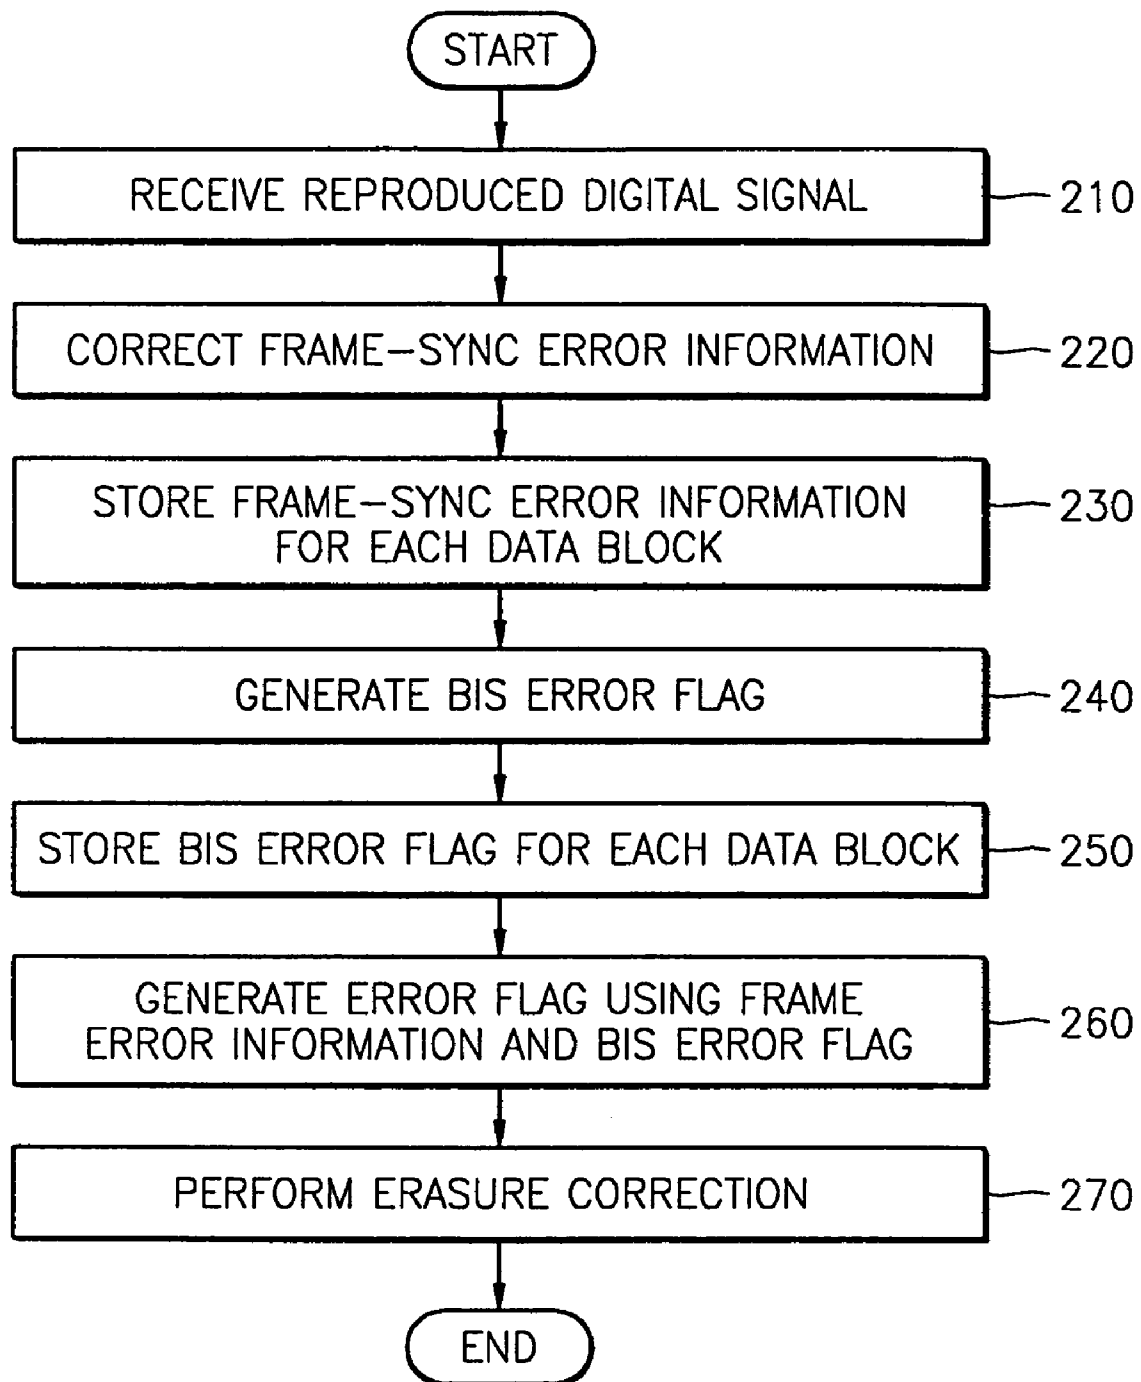 START
RECEIVE REPRODUCED DIGITAL SIGNAL
210
CORRECT FRAME-SYNC ERROR INFORMATION
220
STORE FRAME-SYNC ERROR INFORMATION
FOR EACH DATA BLOCK
230
GENERATE BIS ERROR FLAG
240
STORE BIS ERROR FLAG FOR EACH DATA BLOCK
250
GENERATE ERROR FLAG USING FRAME
ERROR INFORMATION AND BIS ERROR FLAG
260
PERFORM ERASURE CORRECTION
270
END